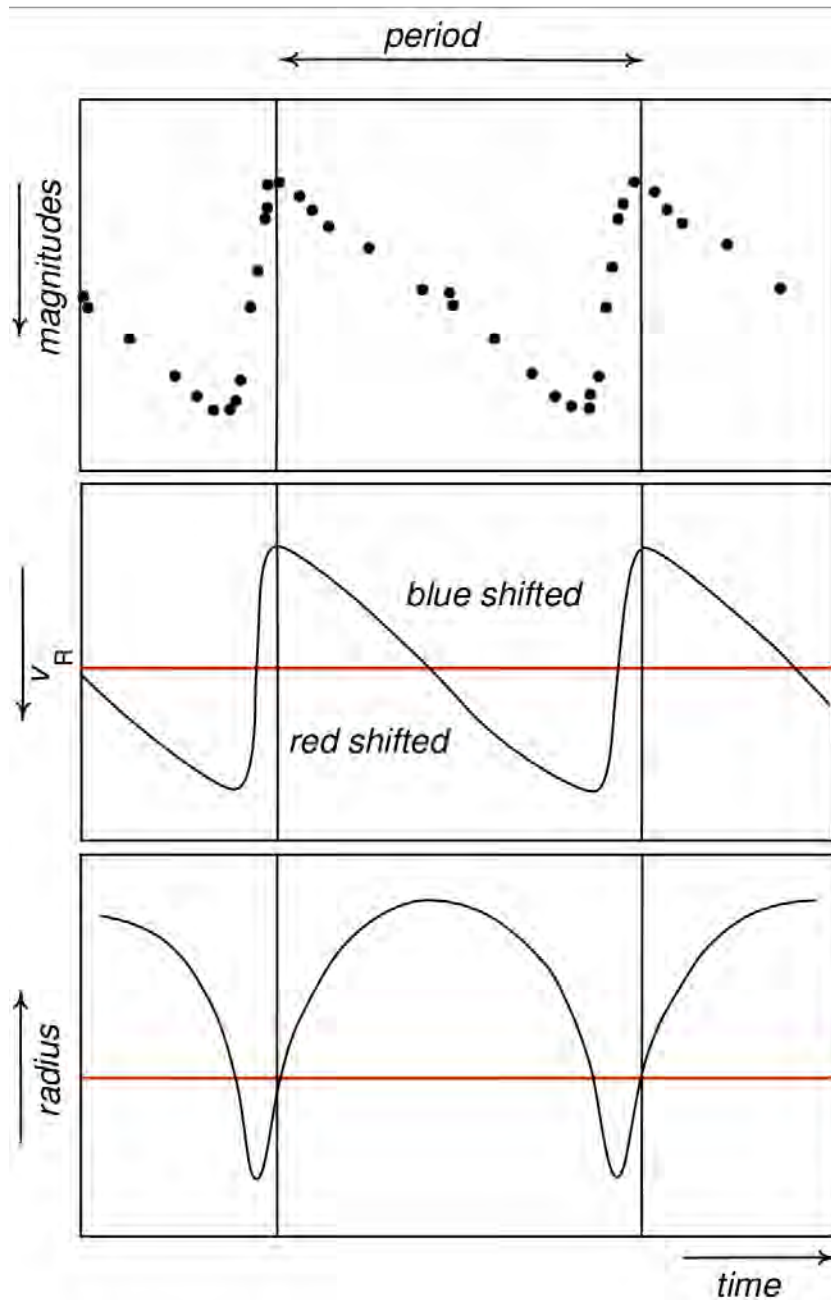 period
magnitudes
blue shifted
v R
red shifted
radius
time